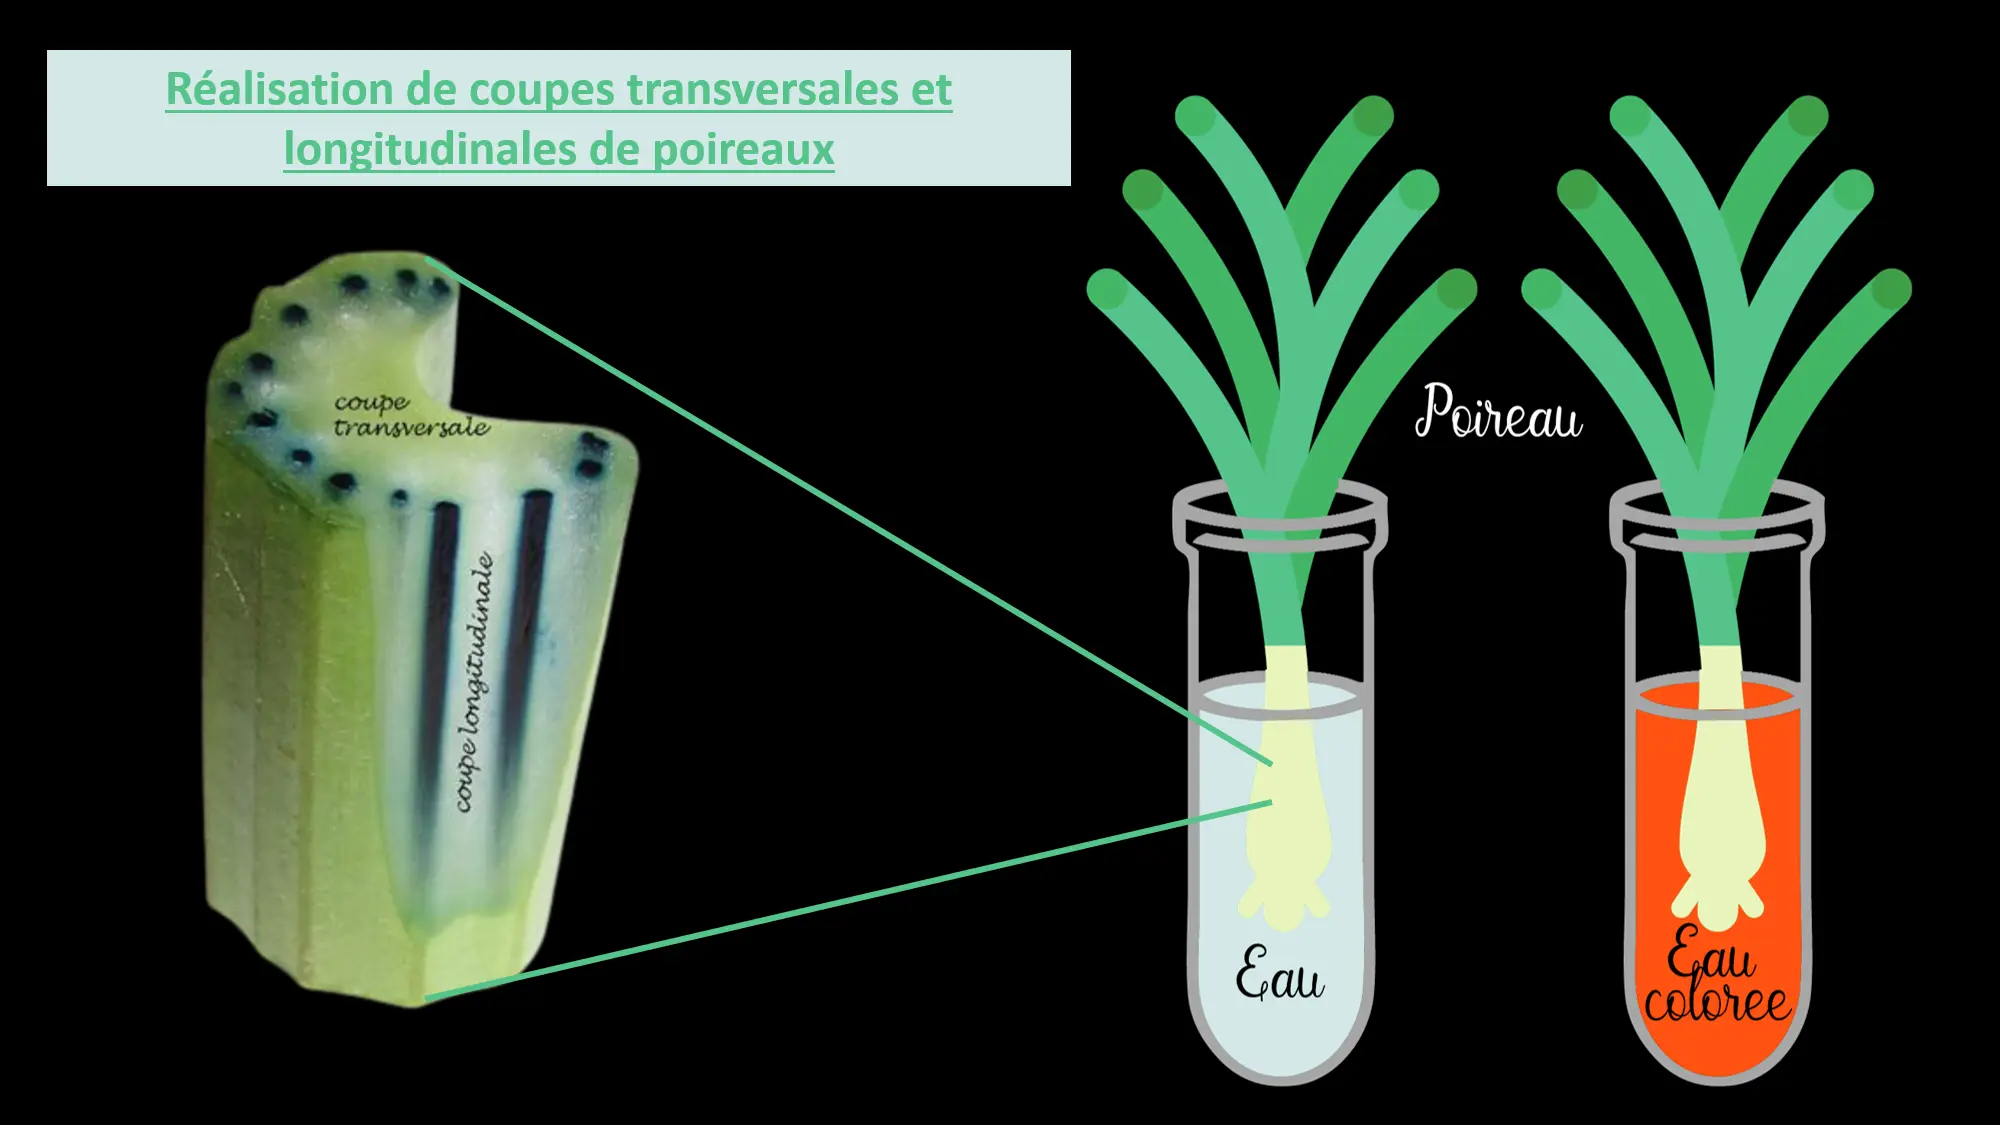 Réalisation de coupes transversales et
longitudinales de poireaux
coupe
transversale
coupe longitudinale
Poireau
Eau
Eau
coloree